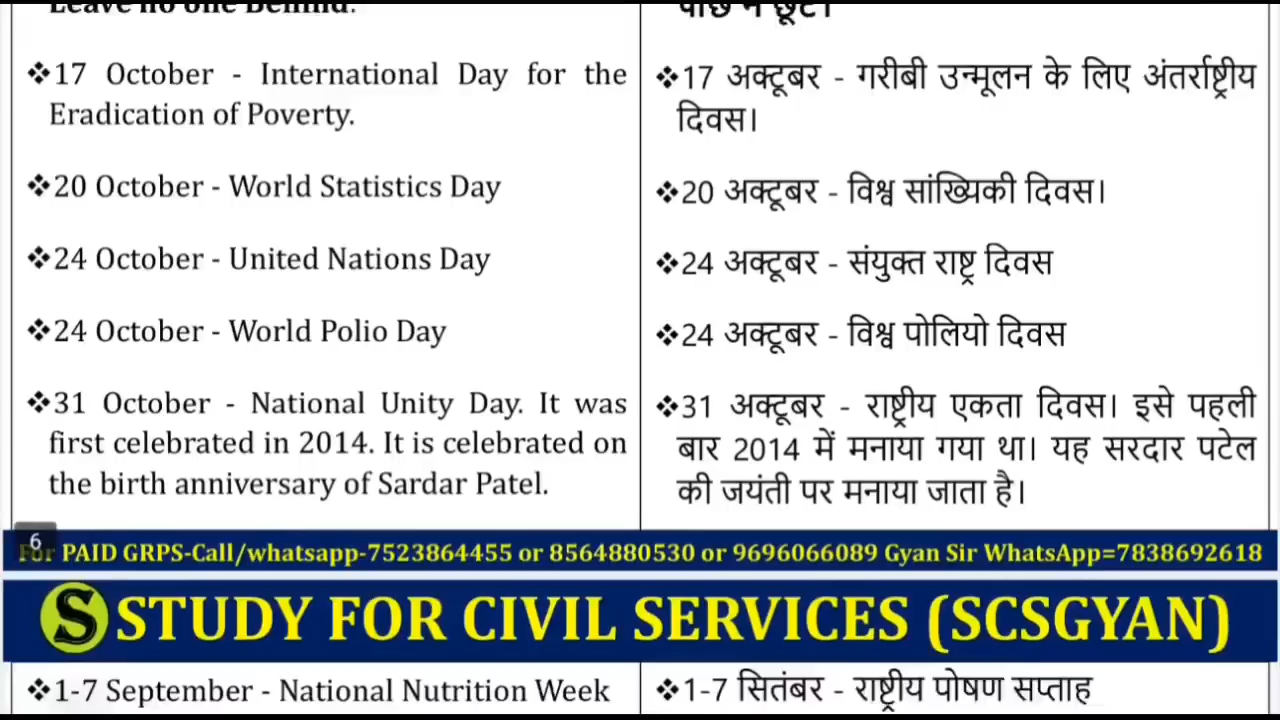 Leave no one Behind.
❖17 October - International Day for the
Eradication of Poverty.
❖20 October - World Statistics Day
❖24 October - United Nations Day
❖24 October - World Polio Day
❖31 October - National Unity Day. It was
first celebrated in 2014. It is celebrated on
the birth anniversary of Sardar Patel.
पीछे न छूटे।
❖17 अक्टूबर - गरीबी उन्मूलन के लिए अंतर्राष्ट्रीय
दिवस।
❖20 अक्टूबर - विश्व सांख्यिकी दिवस।
❖24 अक्टूबर - संयुक्त राष्ट्र दिवस
❖24 अक्टूबर - विश्व पोलियो दिवस
❖31 अक्टूबर - राष्ट्रीय एकता दिवस। इसे पहली
बार 2014 में मनाया गया था। यह सरदार पटेल
की जयंती पर मनाया जाता है।
6
For PAID GRPS-Call/whatsapp-7523864455 or 8564880530 or 9696066089 Gyan Sir WhatsApp=7838692618
S STUDY FOR CIVIL SERVICES (SCSGYAN)
❖1-7 September - National Nutrition Week
❖1-7 सितंबर - राष्ट्रीय पोषण सप्ताह